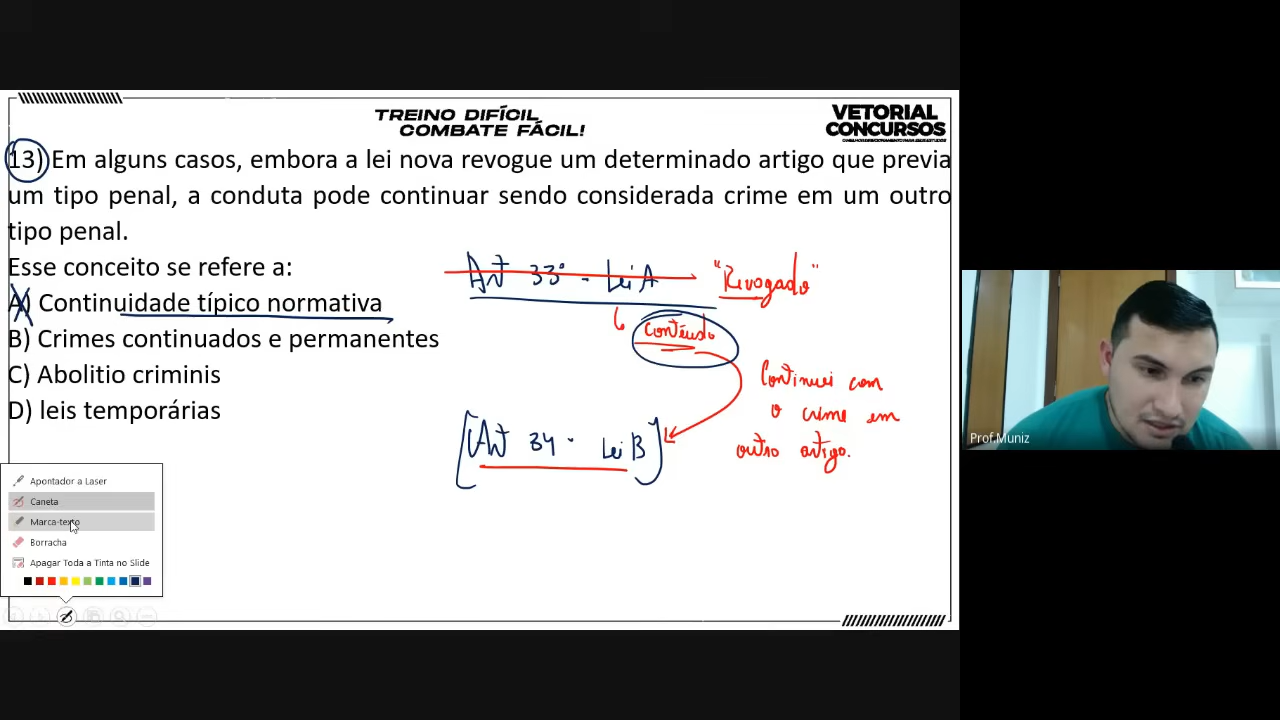 TREINO DIFÍCIL
COMBATE FÁCIL!
VETORIAL
CONCURSOS
13) Em alguns casos, embora a lei nova revogue um determinado artigo que previa
um tipo penal, a conduta pode continuar sendo considerada crime em um outro
tipo penal.
Esse conceito se refere a:
A) Continuidade típico normativa
B) Crimes continuados e permanentes
C) Abolitio criminis
D) leis temporárias
Art 33º - Lei A
"Revogado"
contéudo
Continuei com
o crime em
outro artigo.
Art 34 - Lei B
Prof.Muniz
Apontador a Laser
Caneta
Marca-texto
Borracha
Apagar Toda a Tinta no Slide